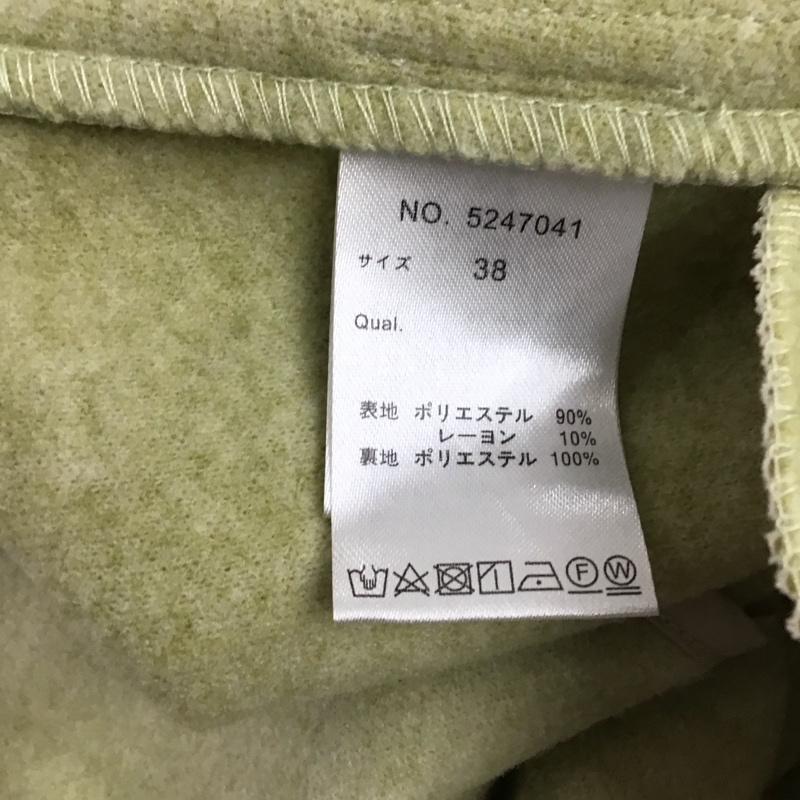 NO. 5247041
サイズ 38
Qual.
表地 ポリエステル 90%
レーヨン 10%
裏地 ポリエステル 100%
F W